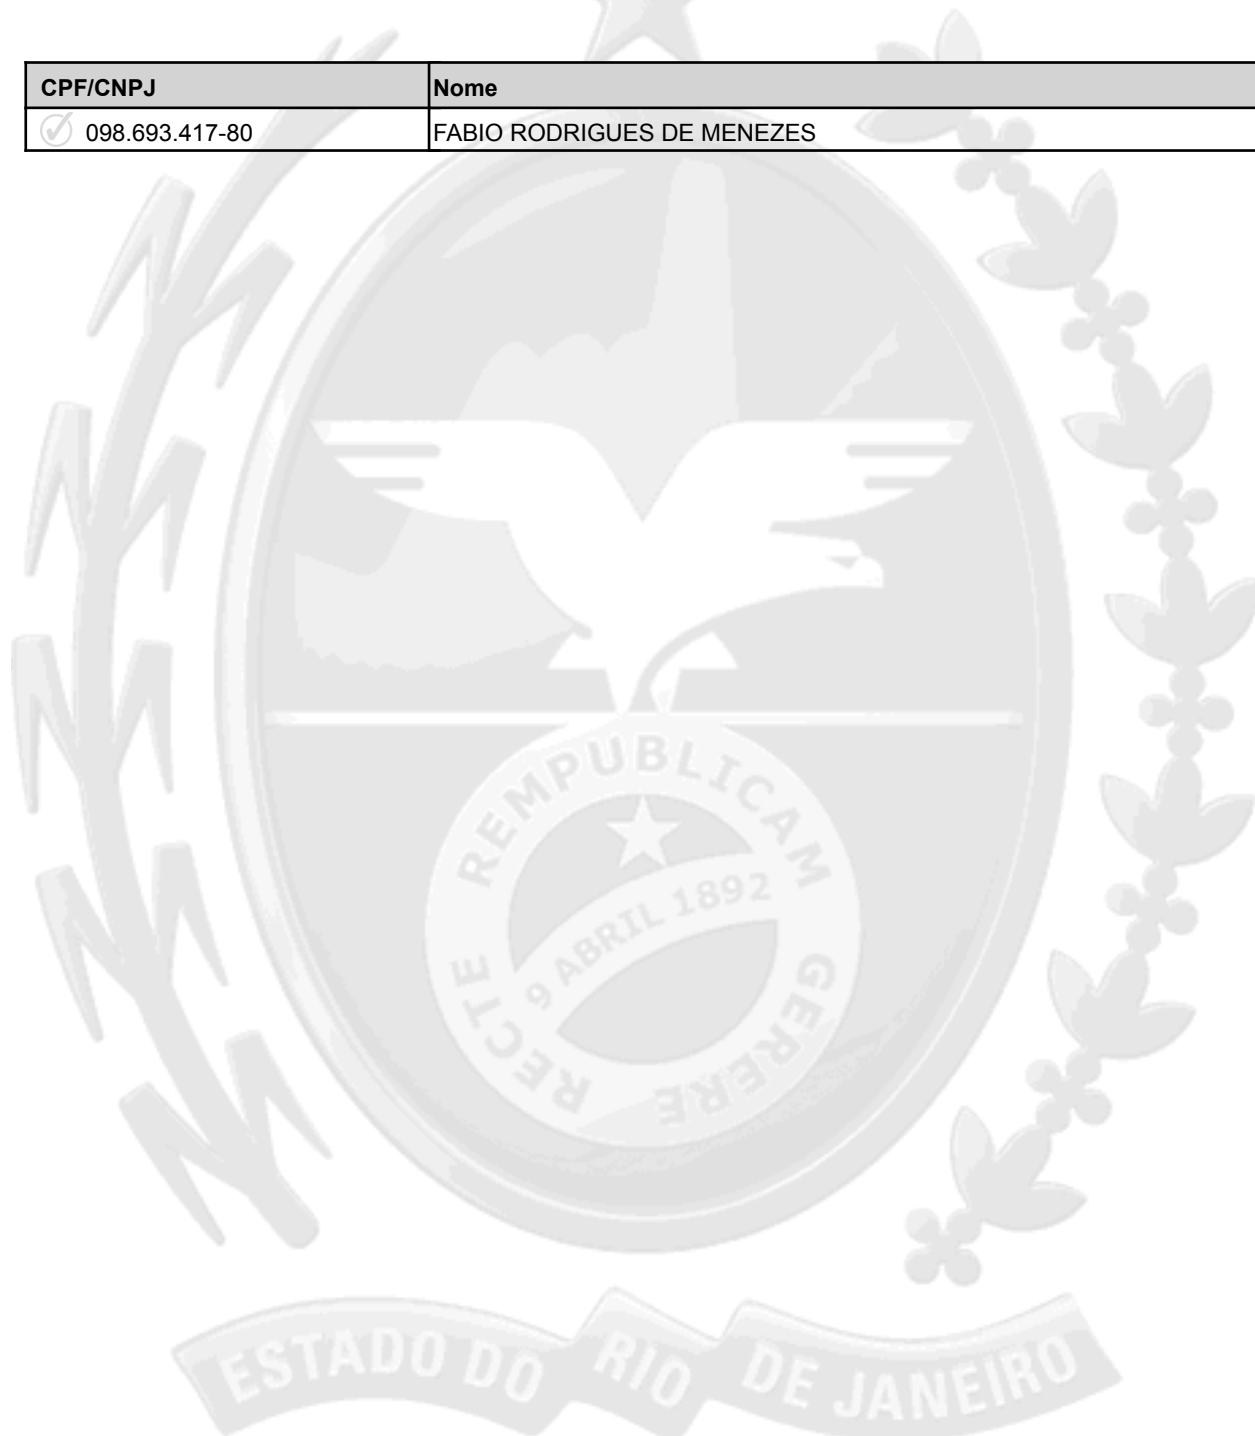 CPF/CNPJ Nome
098.693.417-80 FABIO RODRIGUES DE MENEZES
REMPUBLICAM
9 ABRIL 1892
RECTE GERERE
ESTADO DO RIO DE JANEIRO